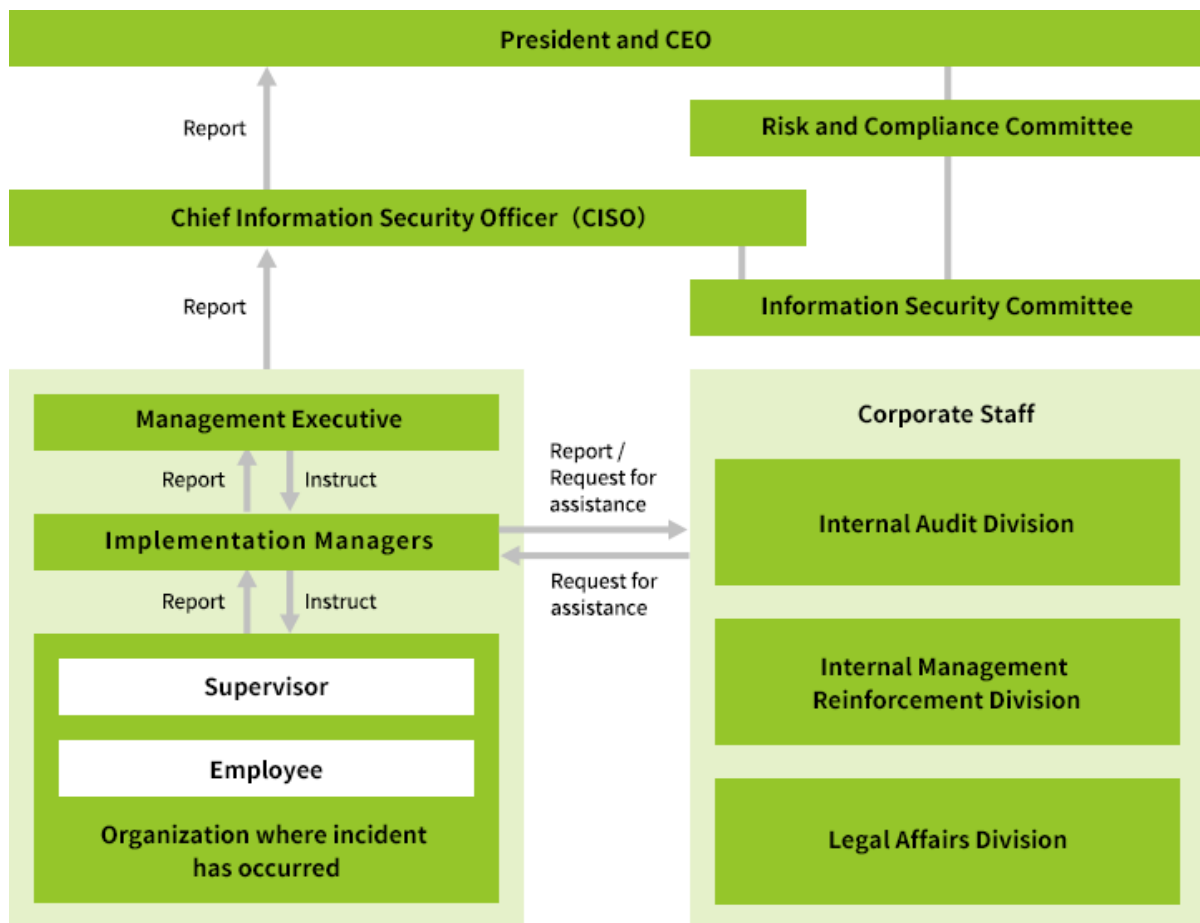 President and CEO
Report
Risk and Compliance Committee
Chief Information Security Officer（CISO）
Report
Information Security Committee
Management Executive
Report
Instruct
Implementation Managers
Report
Instruct
Supervisor
Employee
Organization where incident
has occurred
Report /
Request for
assistance
Request for
assistance
Corporate Staff
Internal Audit Division
Internal Management
Reinforcement Division
Legal Affairs Division